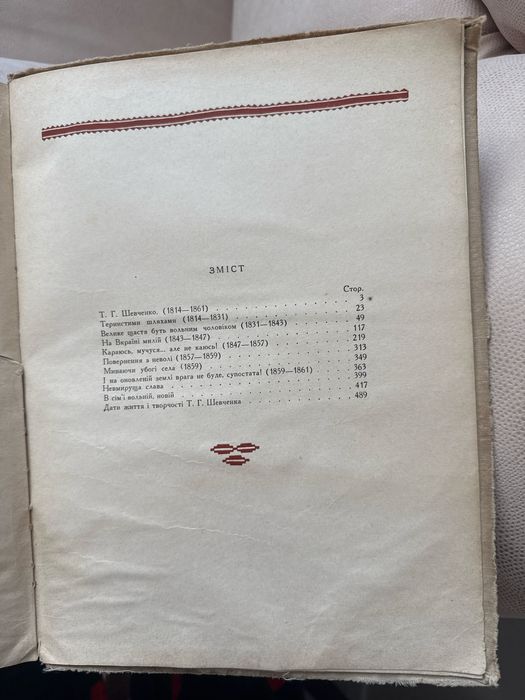 ЗМІСТ
Стор.
Т. Г. Шевченко. (1814—1861) 3
Тернистими шляхами (1814—1831) 23
Велике щастя буть вольним чоловіком (1831—1843) 49
На Вкраїні милій (1843—1847) 117
Караюсь, мучуся... але не каюсь! (1847—1857) 219
Повернення з неволі (1857—1859) 313
Минаючи убогі села (1859) 349
І на оновленій землі врага не буде, супостата! (1859—1861) 363
Невмируща слава 399
В сім'ї вольній, новій 417
Дати життя і творчості Т. Г. Шевченка 489